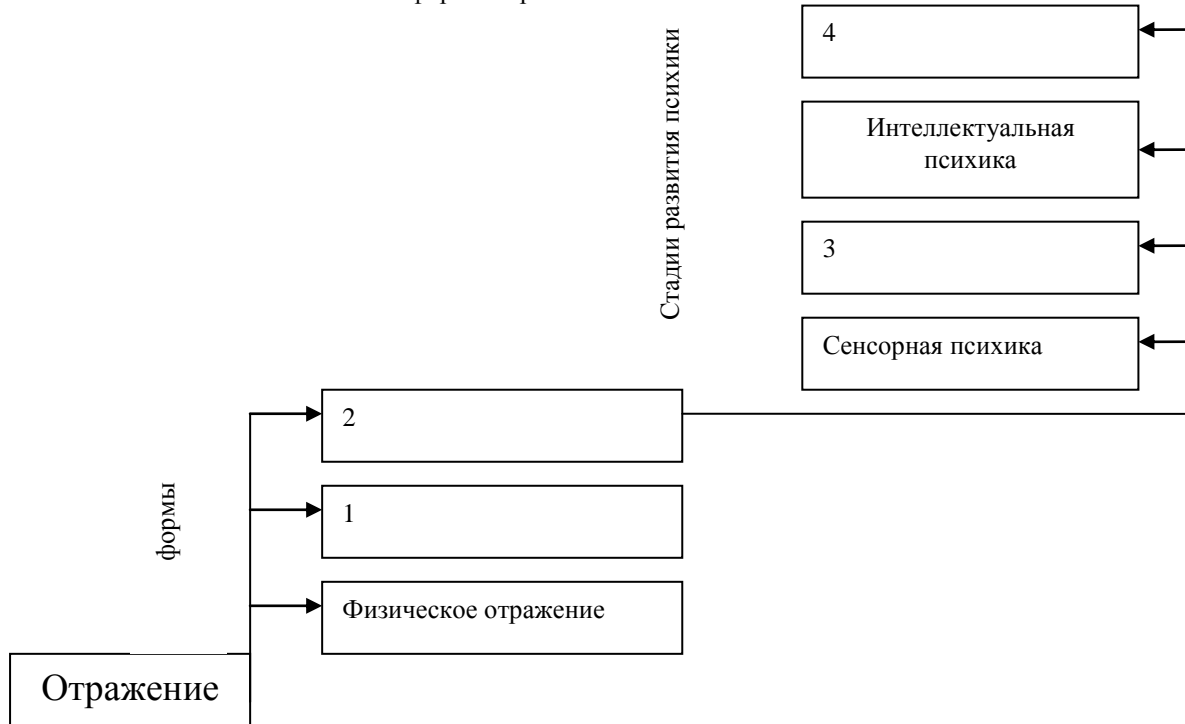 4
Стадии развития психики
Интеллектуальная
психика
3
Сенсорная психика
2
формы
1
Физическое отражение
Отражение